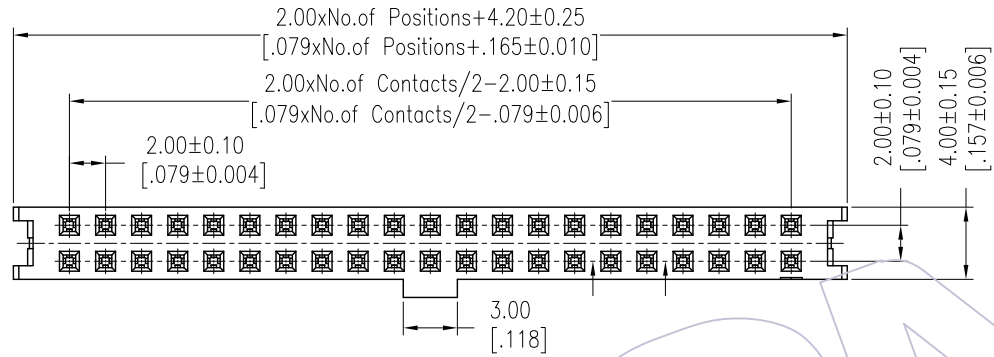 2.00xNo.of Positions+4.20±0.25
[.079xNo.of Positions+.165±0.010]
2.00xNo.of Contacts/2-2.00±0.15
[.079xNo.of Contacts/2-.079±0.006]
2.00±0.10
[.079±0.004]
2.00±0.10
[.079±0.004]
4.00±0.15
[.157±0.006]
3.00
[.118]